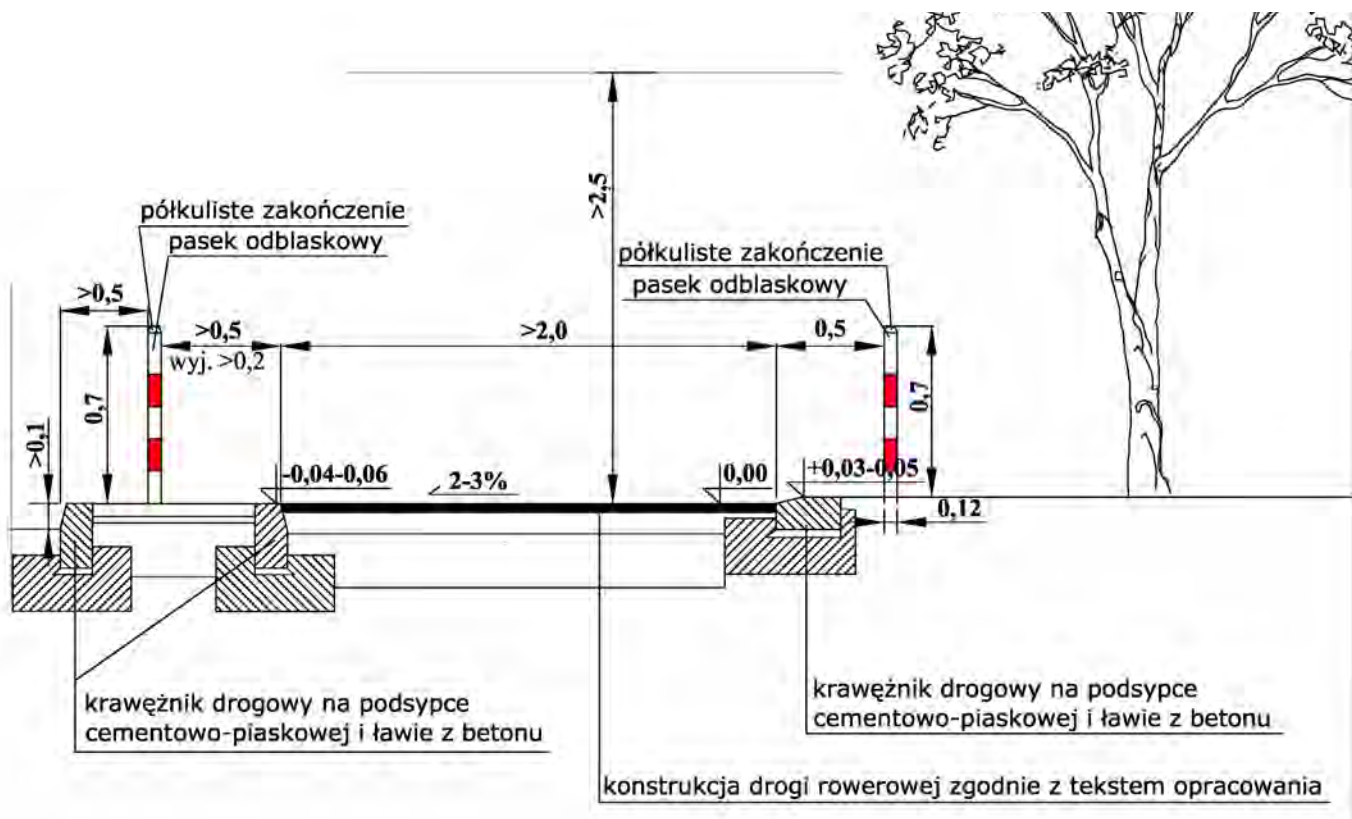 >2,5
półkuliste zakończenie
pasek odblaskowy
półkuliste zakończenie
pasek odblaskowy
>0,5
>0,5
wyj. >0,2
>2,0
0,5
0,7
0,7
>0,1
-0,04-0,06
2-3%
0,00
+0,03-0,05
0,12
krawężnik drogowy na podsypce
cementowo-piaskowej i ławie z betonu
krawężnik drogowy na podsypce
cementowo-piaskowej i ławie z betonu
konstrukcja drogi rowerowej zgodnie z tekstem opracowania